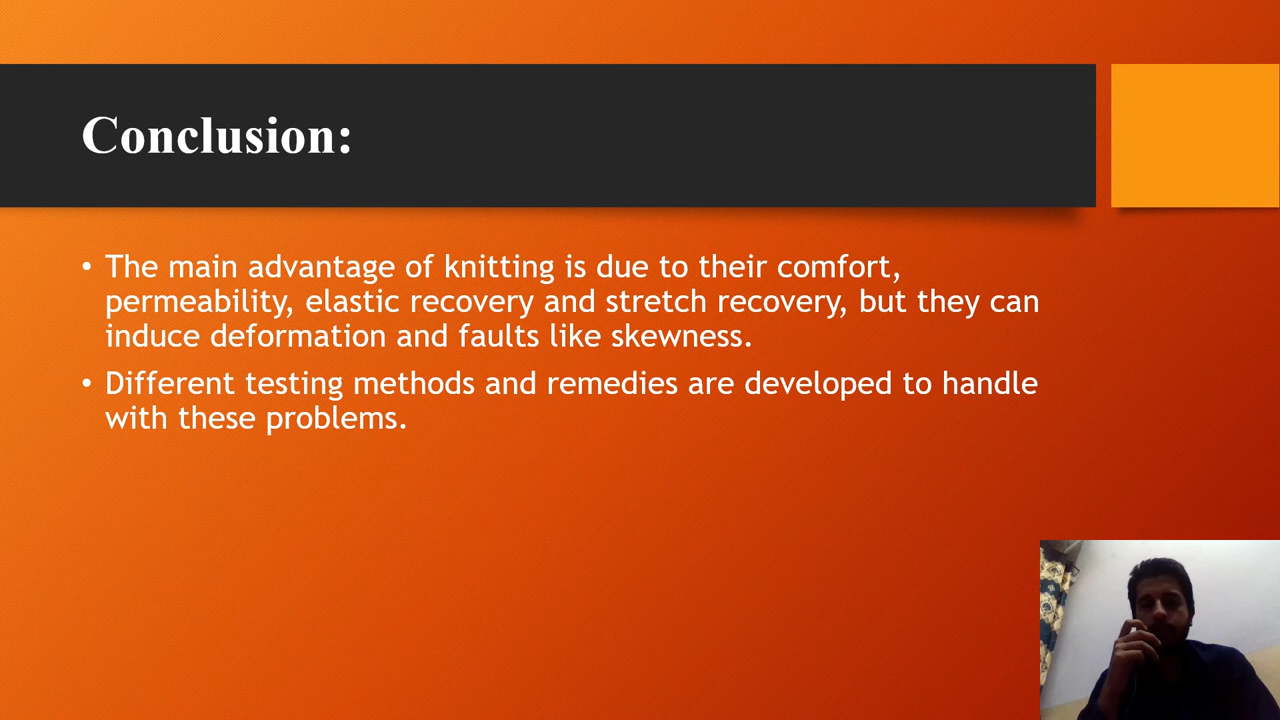 Conclusion:
• The main advantage of knitting is due to their comfort,
permeability, elastic recovery and stretch recovery, but they can
induce deformation and faults like skewness.
• Different testing methods and remedies are developed to handle
with these problems.